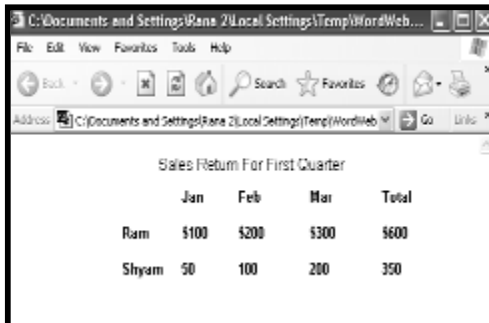 C:\Documents and Settings\Rana 2\Local Settings\Temp\WordWeb...
File Edit View Favorites Tools Help
Back Search Favorites
Address C:\Documents and Settings\Rana 2\Local Settings\Temp\WordWeb Go Links »
Sales Return For First Quarter
Jan Feb Mar Total
Ram $100 $200 $300 $600
Shyam 50 100 200 350